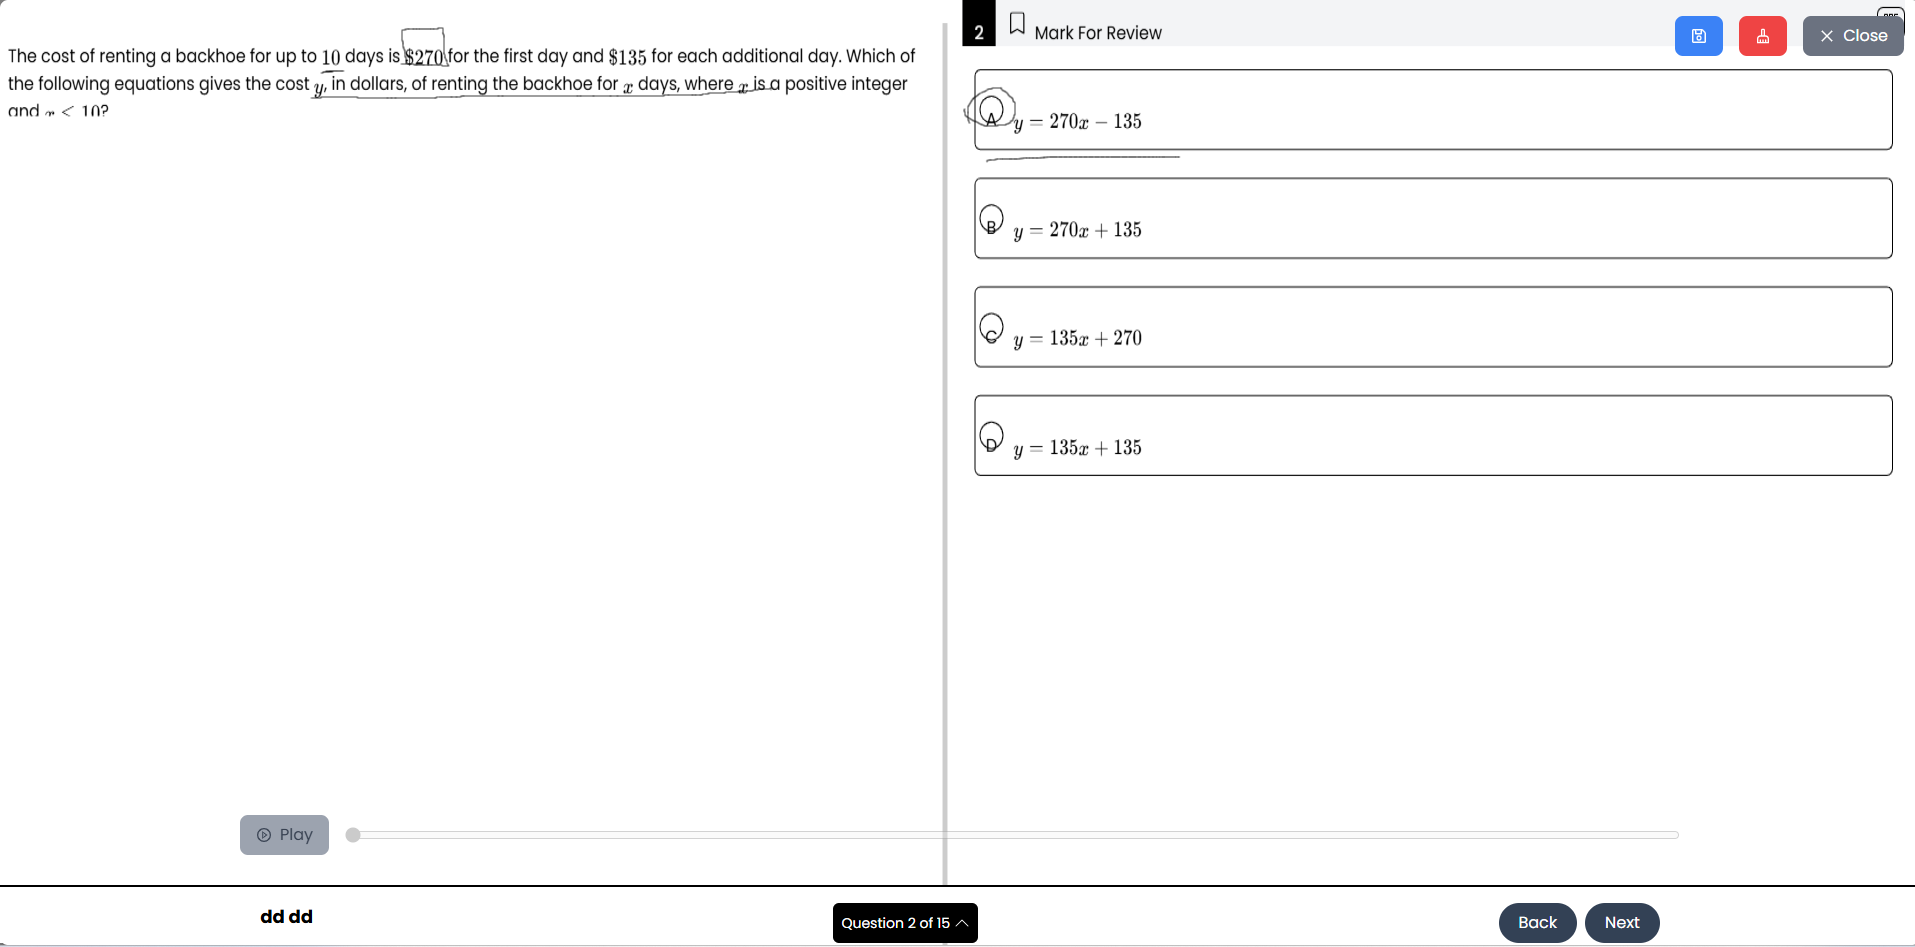 2
Mark For Review
Close
The cost of renting a backhoe for up to 10 days is $270 for the first day and $135 for each additional day. Which of
the following equations gives the cost y, in dollars, of renting the backhoe for x days, where x is a positive integer
and x < 10?
A y = 270x − 135
B y = 270x + 135
C y = 135x + 270
D y = 135x + 135
Play
dd dd
Question 2 of 15
Back
Next